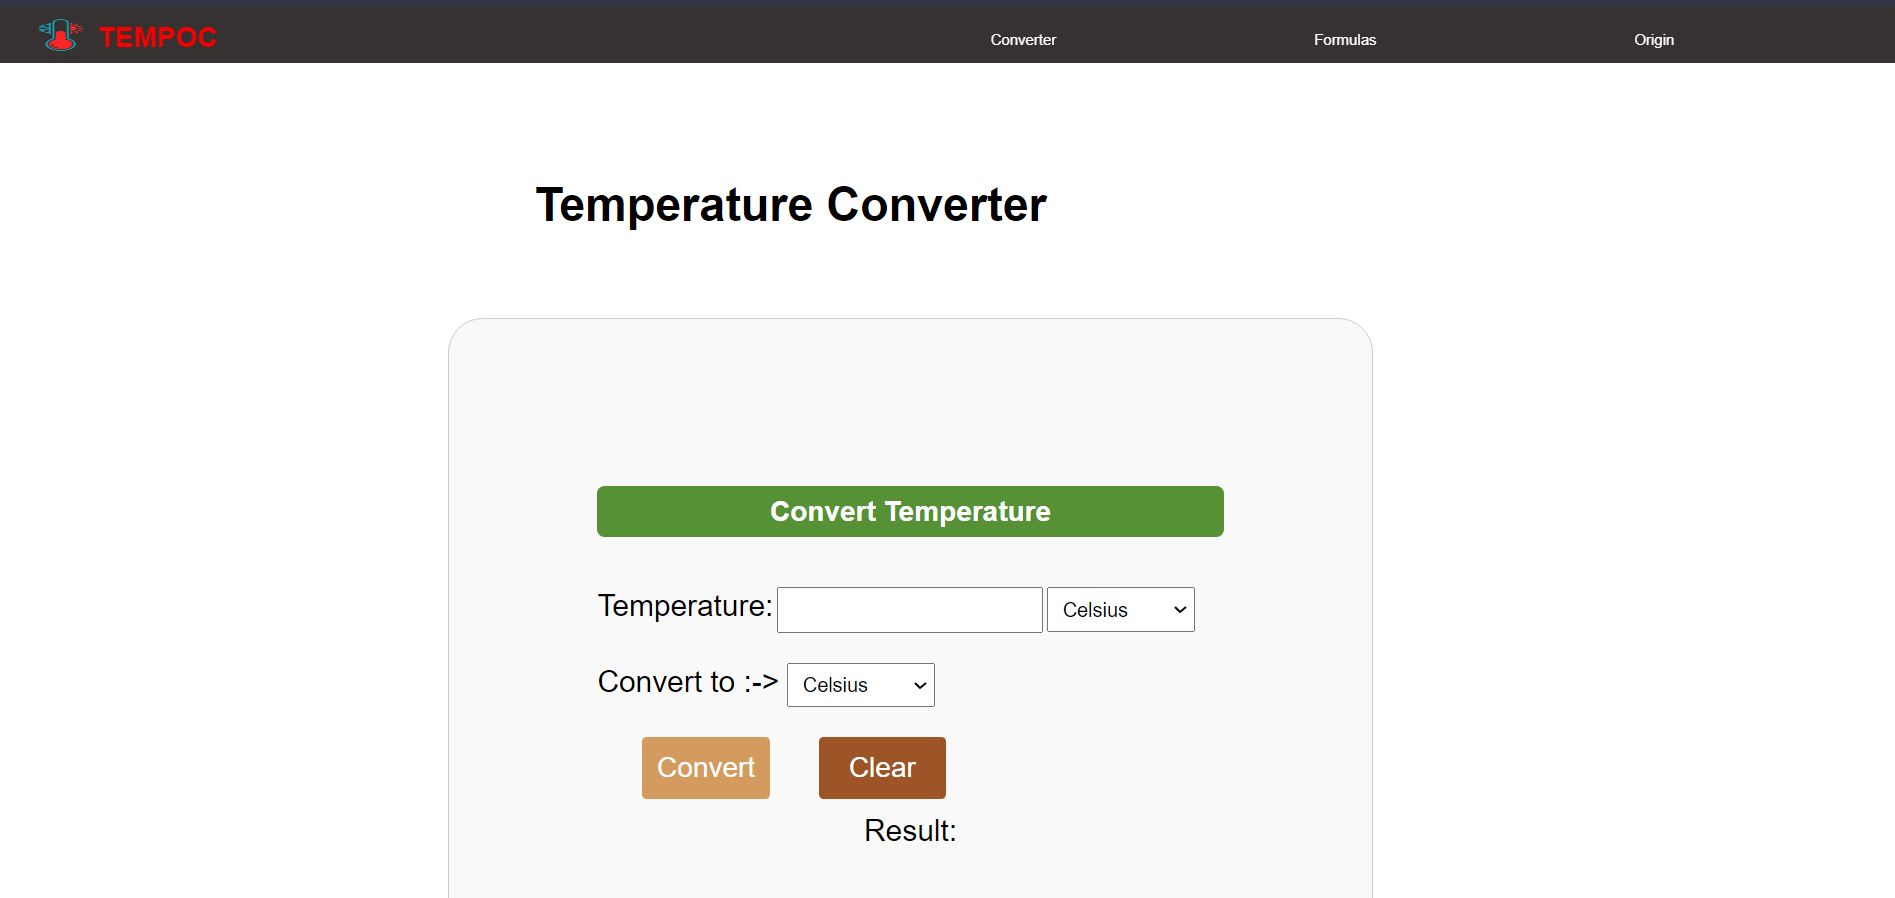 TEMPOC Converter Formulas Origin
Temperature Converter
Convert Temperature
Temperature: Celsius
Convert to :-> Celsius
Convert Clear
Result: